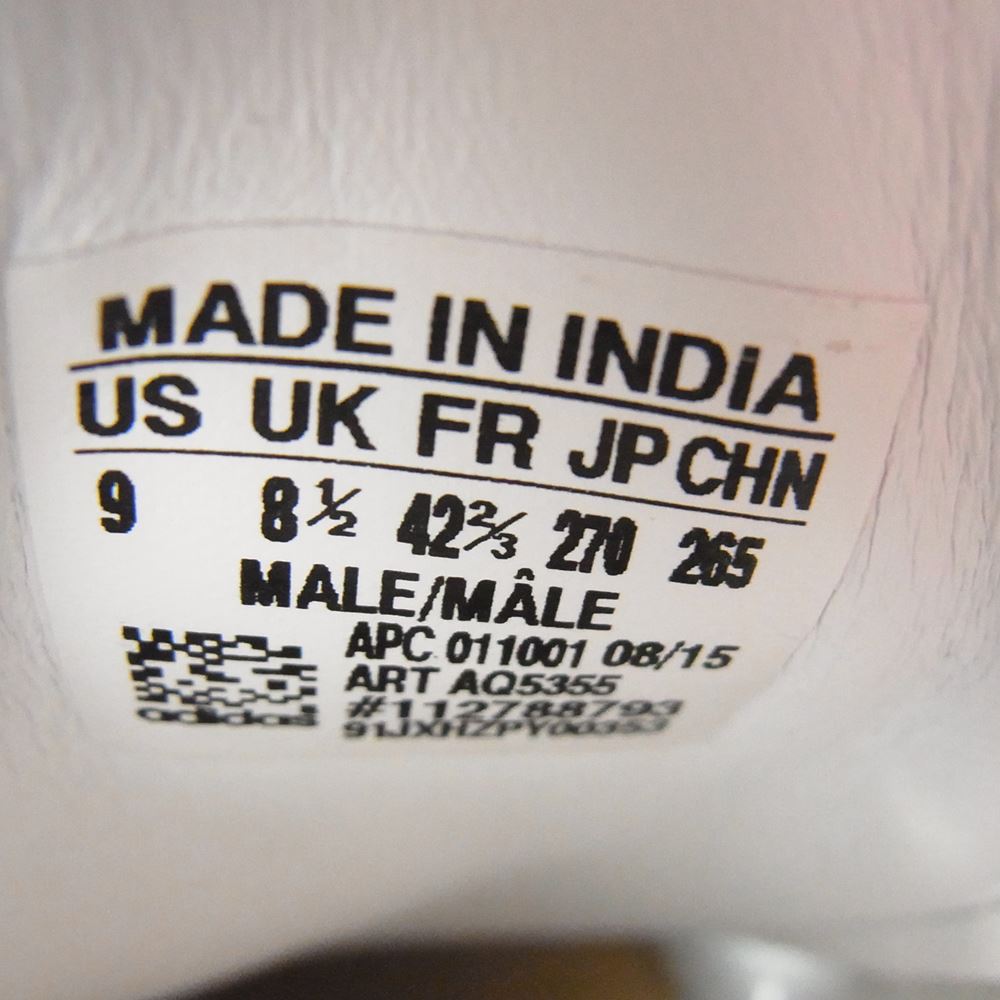 MADE IN INDiA
US UK FR JP CHN
9 8½ 42⅔ 270 265
MALE/MÂLE
APC 011001 08/15
ART AQ5355
#112788793
91JXHZPY00353
adidas